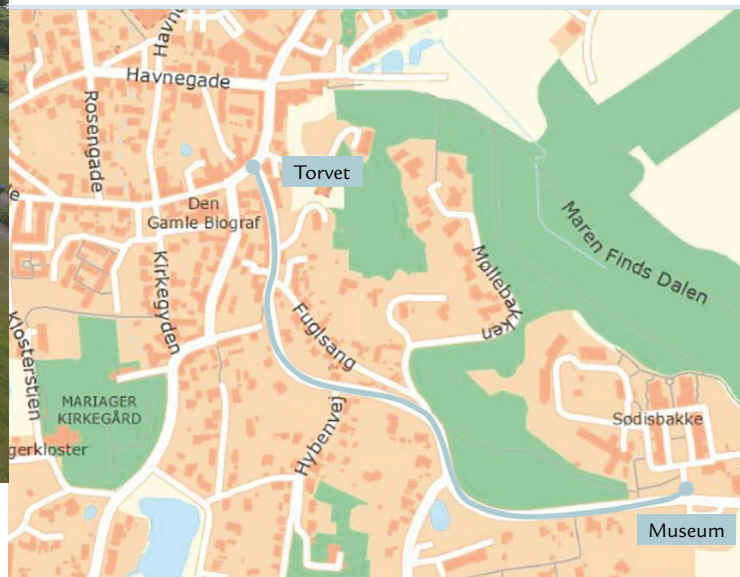 Havnegade
Rosengade
Torvet
Den
Gamle Biograf
Maren Finds Dalen
Møllebakken
Kirkegyden
Fuglsang
Klosterstien
MARIAGER
KIRKEGÅRD
Hybenvej
Sødisbakke
gerkloster
Museum